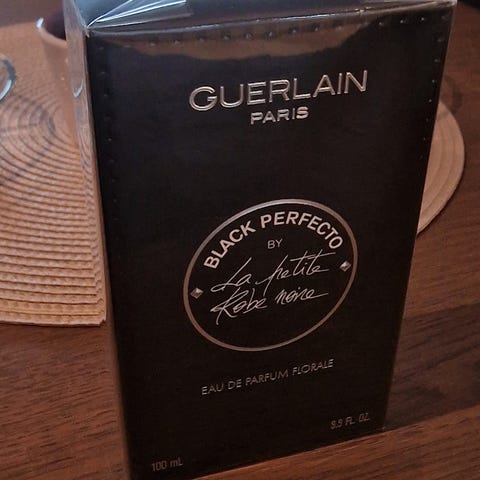 GUERLAIN
PARIS
BLACK PERFECTO
BY
La petite
Robe noire
EAU DE PARFUM FLORALE
100 mL
3.3 FL. OZ.